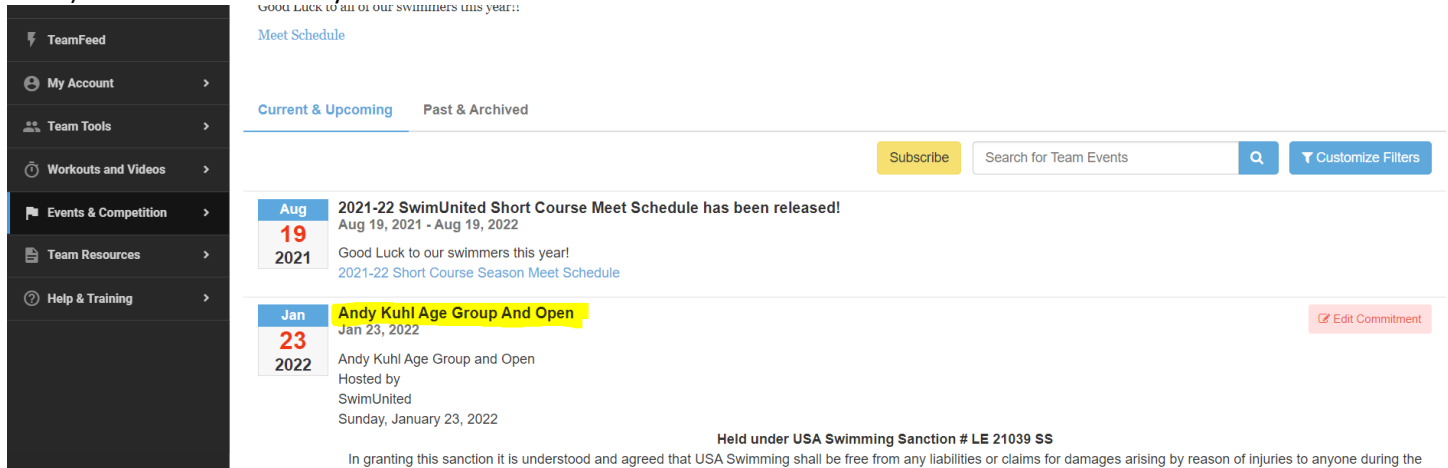 Good Luck to all of our swimmers this year!!
TeamFeed
Meet Schedule
My Account
Team Tools
Workouts and Videos
Events & Competition
Team Resources
Help & Training
Current & Upcoming Past & Archived
Subscribe Search for Team Events Customize Filters
Aug
19
2021
2021-22 SwimUnited Short Course Meet Schedule has been released!
Aug 19, 2021 - Aug 19, 2022
Good Luck to our swimmers this year!
2021-22 Short Course Season Meet Schedule
Jan
23
2022
Andy Kuhl Age Group And Open
Jan 23, 2022
Edit Commitment
Andy Kuhl Age Group and Open
Hosted by
SwimUnited
Sunday, January 23, 2022
Held under USA Swimming Sanction # LE 21039 SS
In granting this sanction it is understood and agreed that USA Swimming shall be free from any liabilities or claims for damages arising by reason of injuries to anyone during the